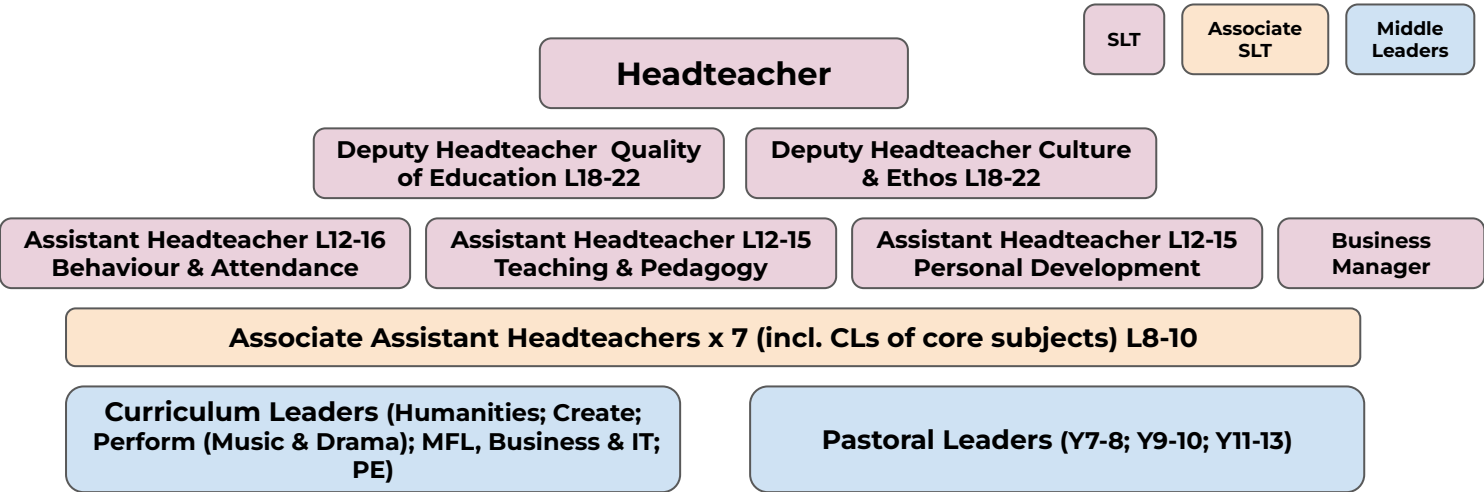 SLT
Associate
SLT
Middle
Leaders
Headteacher
Deputy Headteacher  Quality
of Education L18-22
Deputy Headteacher Culture
& Ethos L18-22
Assistant Headteacher L12-16
Behaviour & Attendance
Assistant Headteacher L12-15
Teaching & Pedagogy
Assistant Headteacher L12-15
Personal Development
Business
Manager
Associate Assistant Headteachers x 7 (incl. CLs of core subjects) L8-10
Curriculum Leaders (Humanities; Create;
Perform (Music & Drama); MFL, Business & IT;
PE)
Pastoral Leaders (Y7-8; Y9-10; Y11-13)